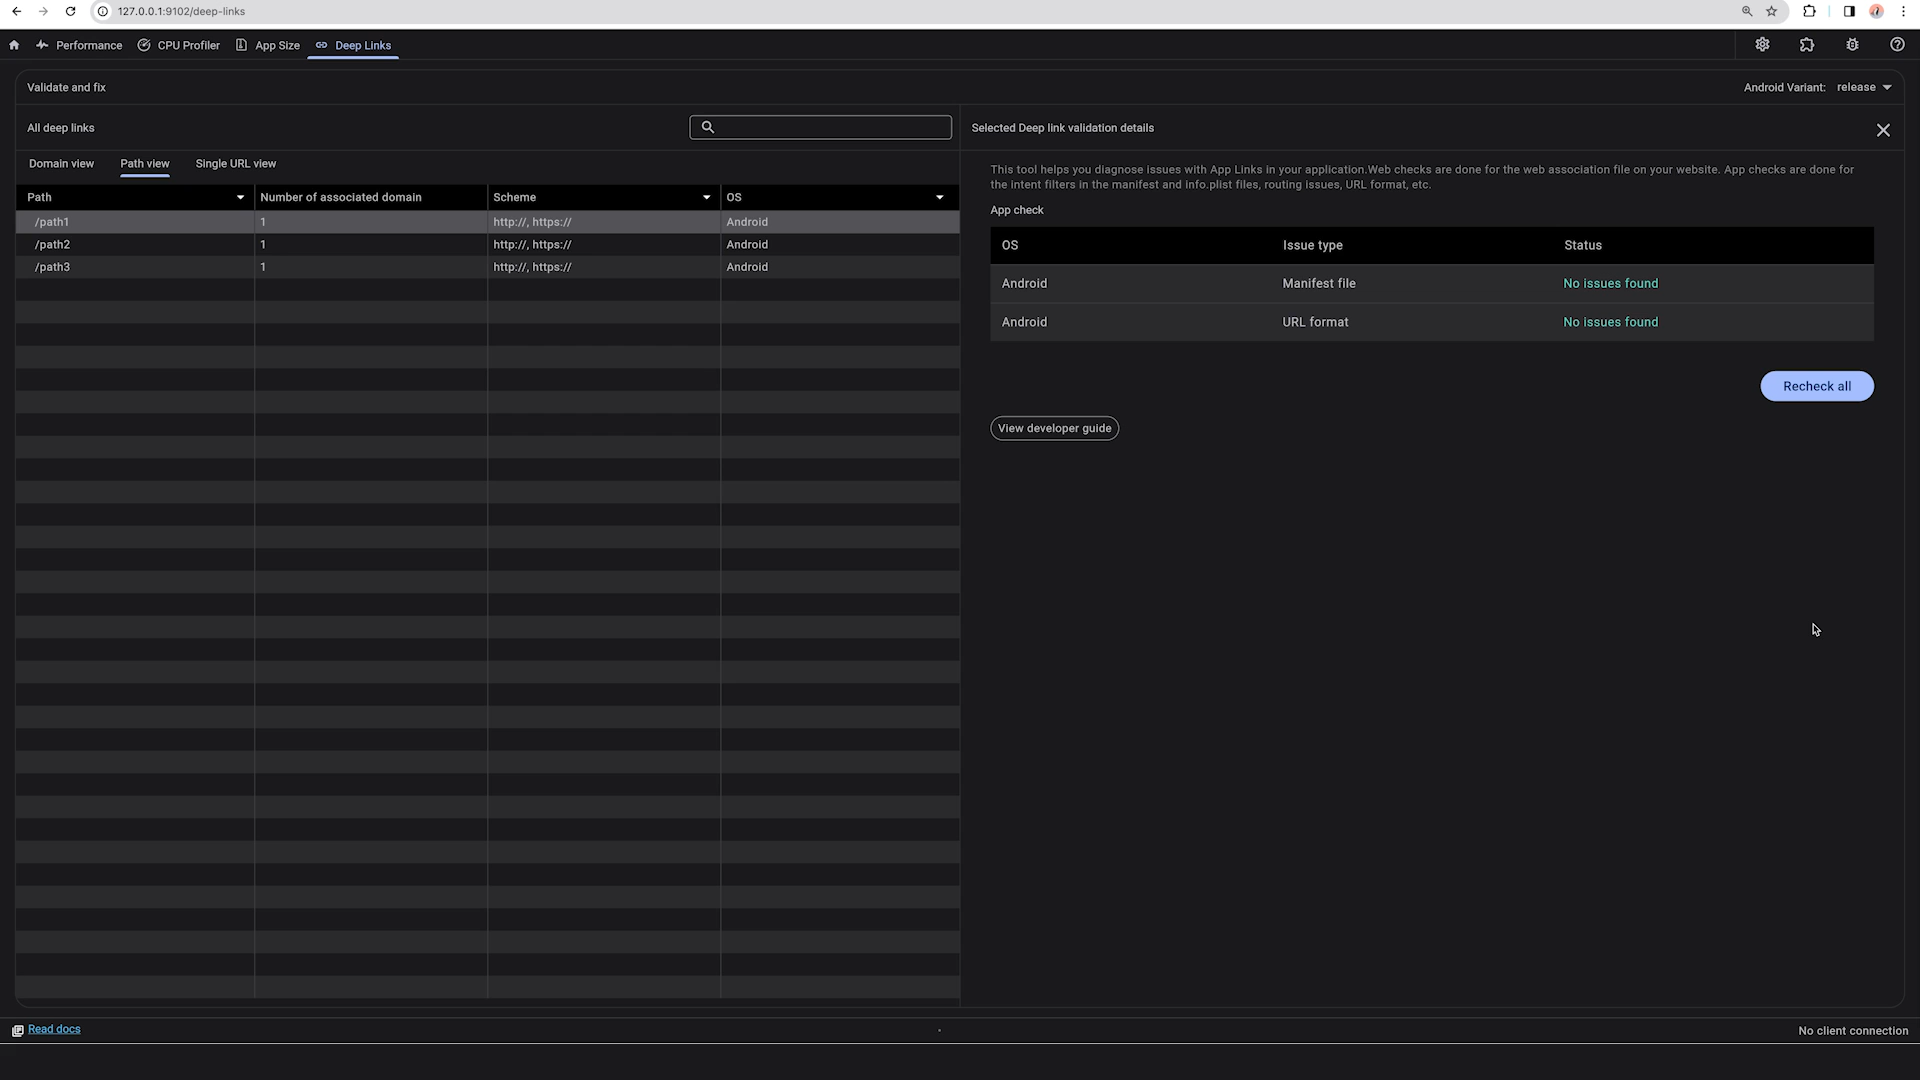 127.0.0.1:9102/deep-links
Performance CPU Profiler App Size Deep Links
Validate and fix
Android Variant: release
All deep links
Selected Deep link validation details
Domain view Path view Single URL view
This tool helps you diagnose issues with App Links in your application.Web checks are done for the web association file on your website. App checks are done for
the intent filters in the manifest and info.plist files, routing issues, URL format, etc.
Path Number of associated domain Scheme OS
/path1 1 http://, https:// Android
/path2 1 http://, https:// Android
/path3 1 http://, https:// Android
App check
OS Issue type Status
Android Manifest file No issues found
Android URL format No issues found
Recheck all
View developer guide
Read docs
No client connection